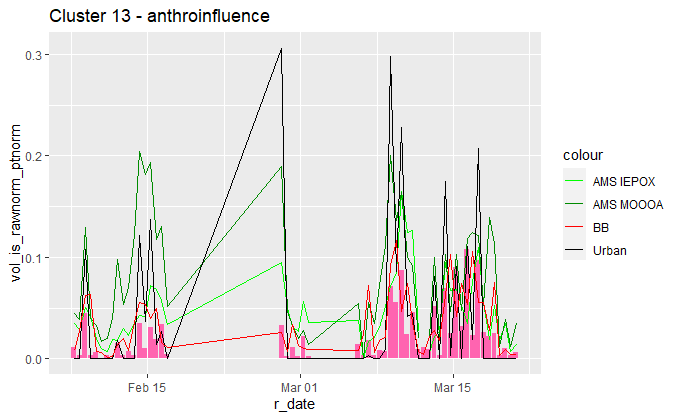 Cluster 13 - anthroinfluence
vol_is_rawnorm_ptnorm
0.3
0.2
0.1
0.0
Feb 15
Mar 01
Mar 15
r_date
colour
AMS IEPOX
AMS MOOOA
BB
Urban